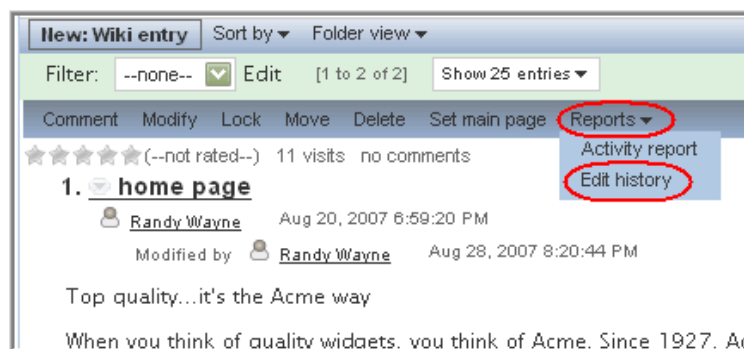 New: Wiki entry Sort by Folder view
Filter: --none-- Edit [1 to 2 of 2] Show 25 entries
Comment Modify Lock Move Delete Set main page Reports
Activity report
(--not rated--) 11 visits no comments
Edit history
1. home page
Randy Wayne Aug 20, 2007 6:59:20 PM
Modified by Randy Wayne Aug 28, 2007 8:20:44 PM
Top quality...it's the Acme way
When you think of quality widgets, you think of Acme. Since 1927,